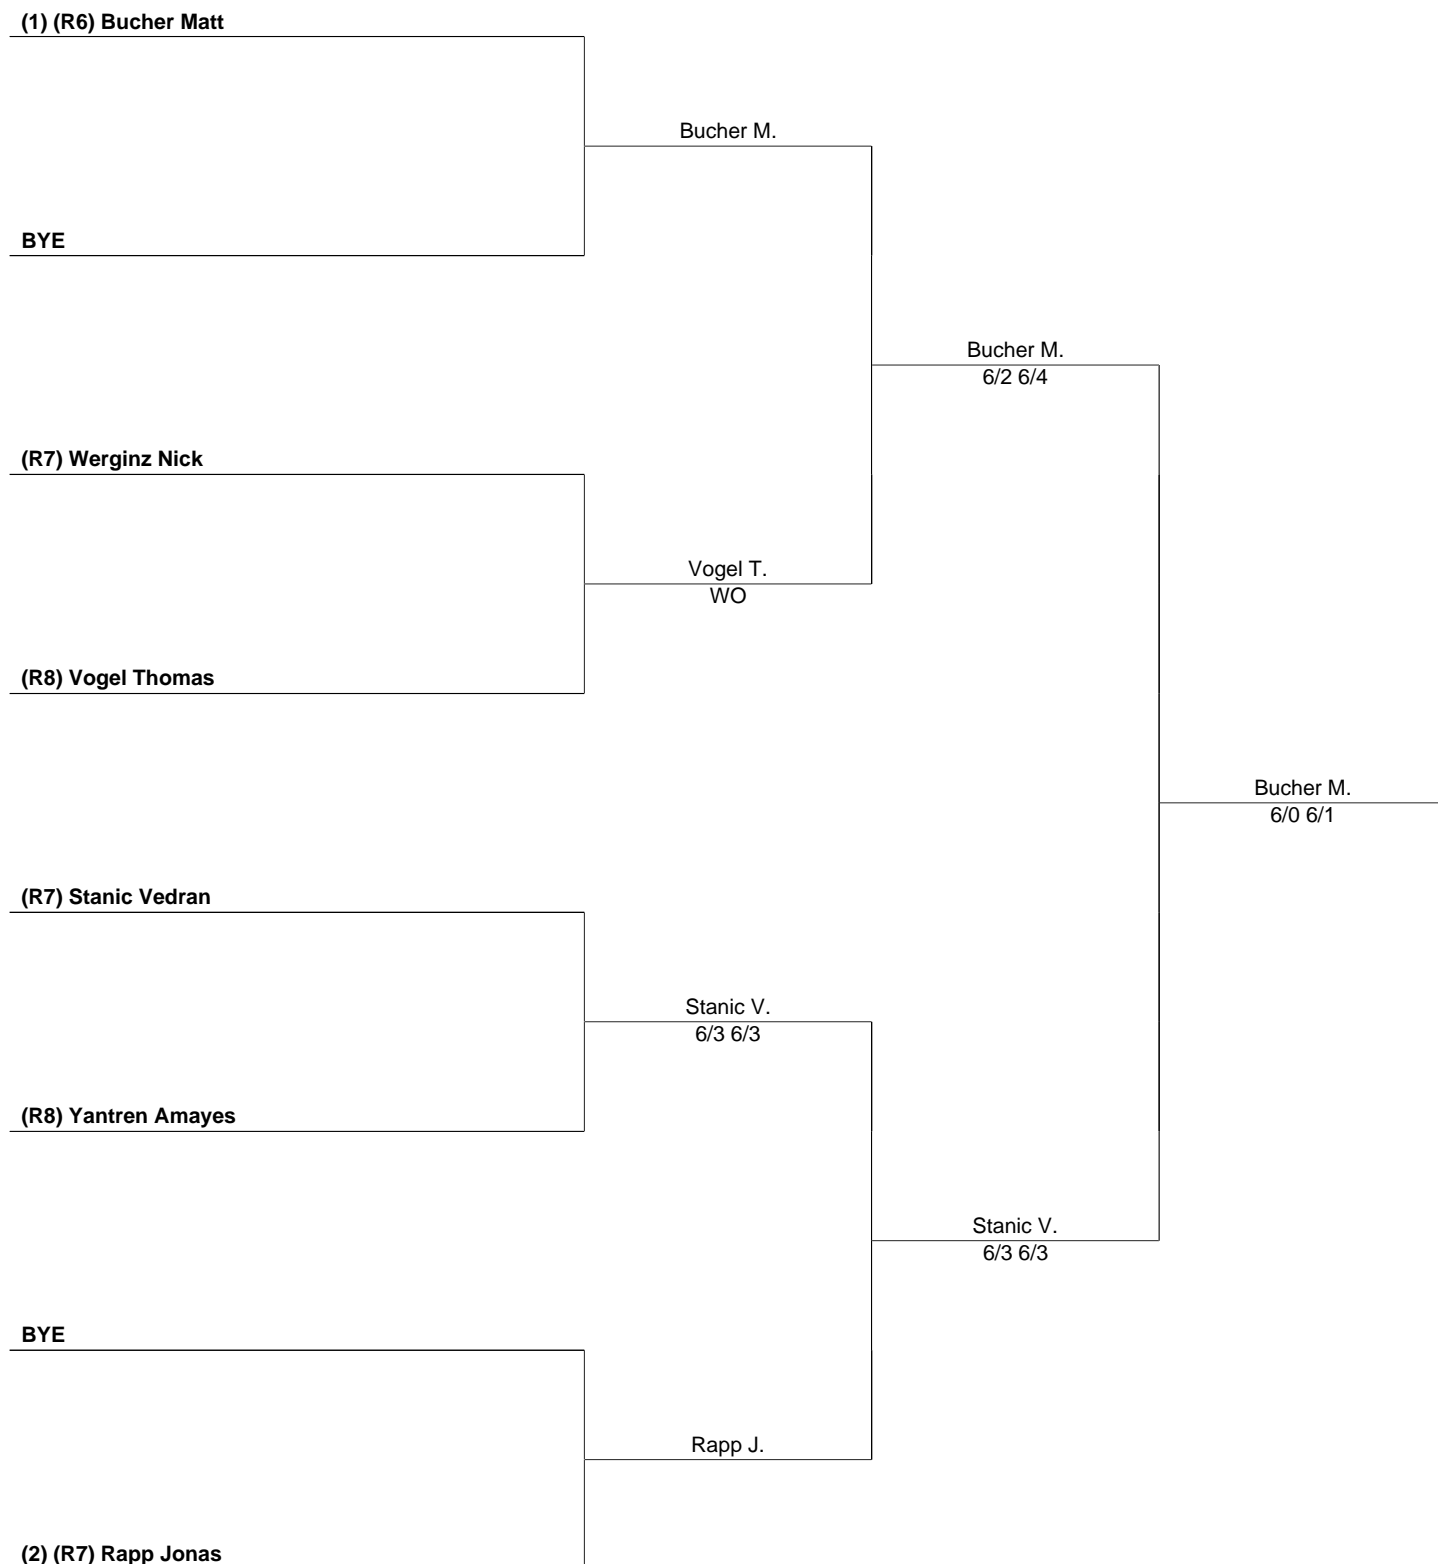 (1) (R6) Bucher Matt
Bucher M.
BYE
Bucher M.
6/2 6/4
(R7) Werginz Nick
Vogel T.
WO
(R8) Vogel Thomas
Bucher M.
6/0 6/1
(R7) Stanic Vedran
Stanic V.
6/3 6/3
(R8) Yantren Amayes
Stanic V.
6/3 6/3
BYE
Rapp J.
(2) (R7) Rapp Jonas